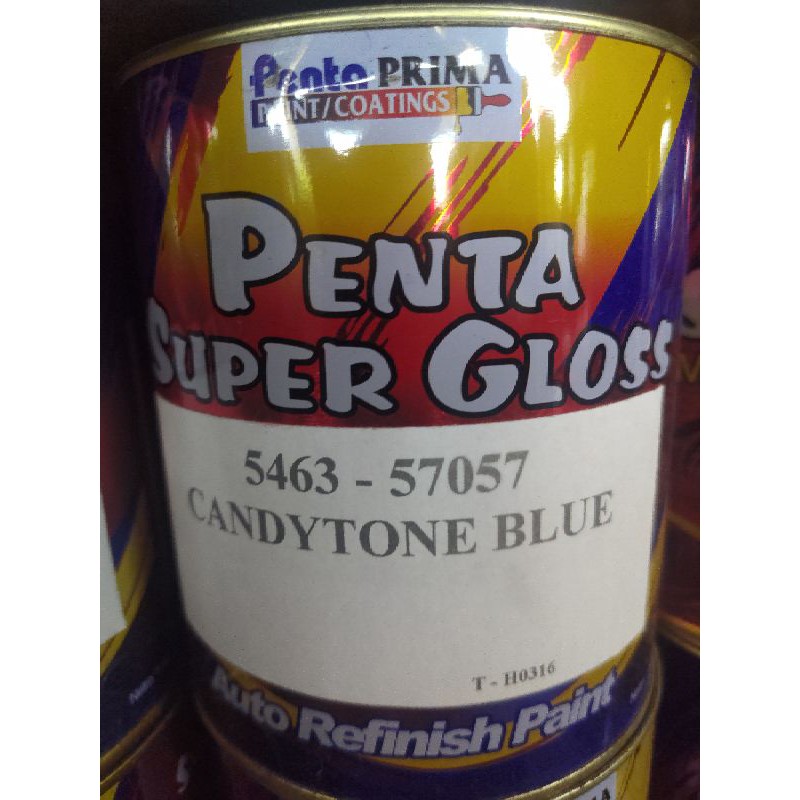 Penta PRIMA
PAINT/COATINGS
PENTA
SUPER GLOSS
5463 - 57057
CANDYTONE BLUE
T - H0316
Auto Refinish Paint